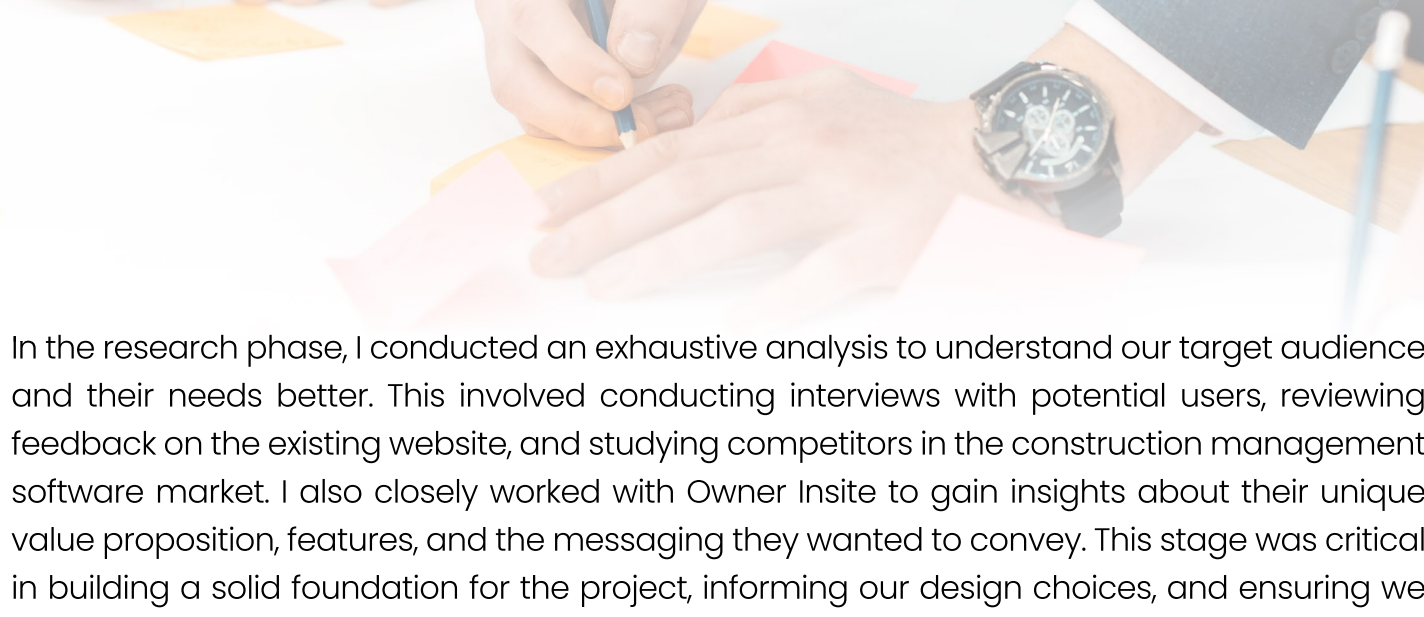 In the research phase, I conducted an exhaustive analysis to understand our target audience
and their needs better. This involved conducting interviews with potential users, reviewing
feedback on the existing website, and studying competitors in the construction management
software market. I also closely worked with Owner Insite to gain insights about their unique
value proposition, features, and the messaging they wanted to convey. This stage was critical
in building a solid foundation for the project, informing our design choices, and ensuring we